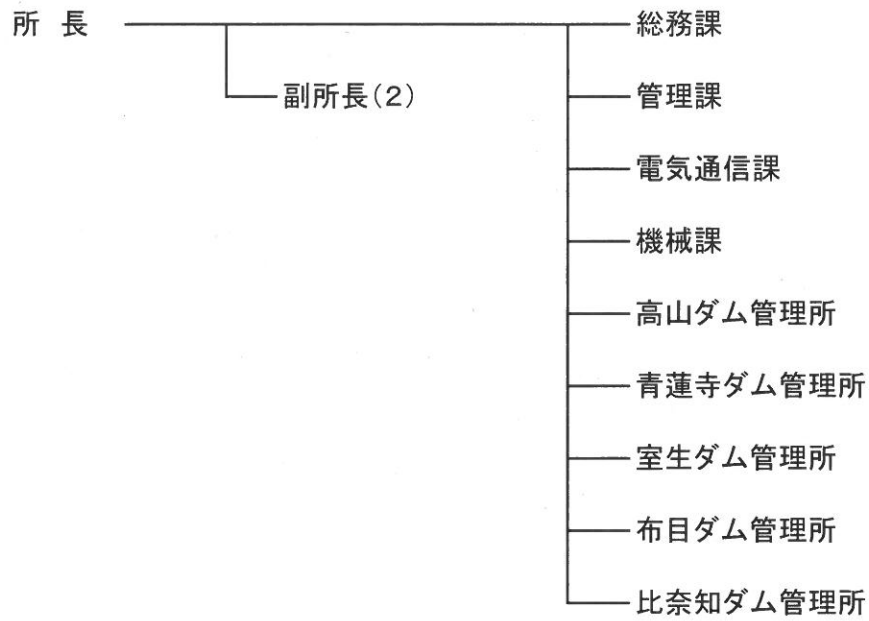 所 長
総務課
副所長(2)
管理課
電気通信課
機械課
高山ダム管理所
青蓮寺ダム管理所
室生ダム管理所
布目ダム管理所
比奈知ダム管理所